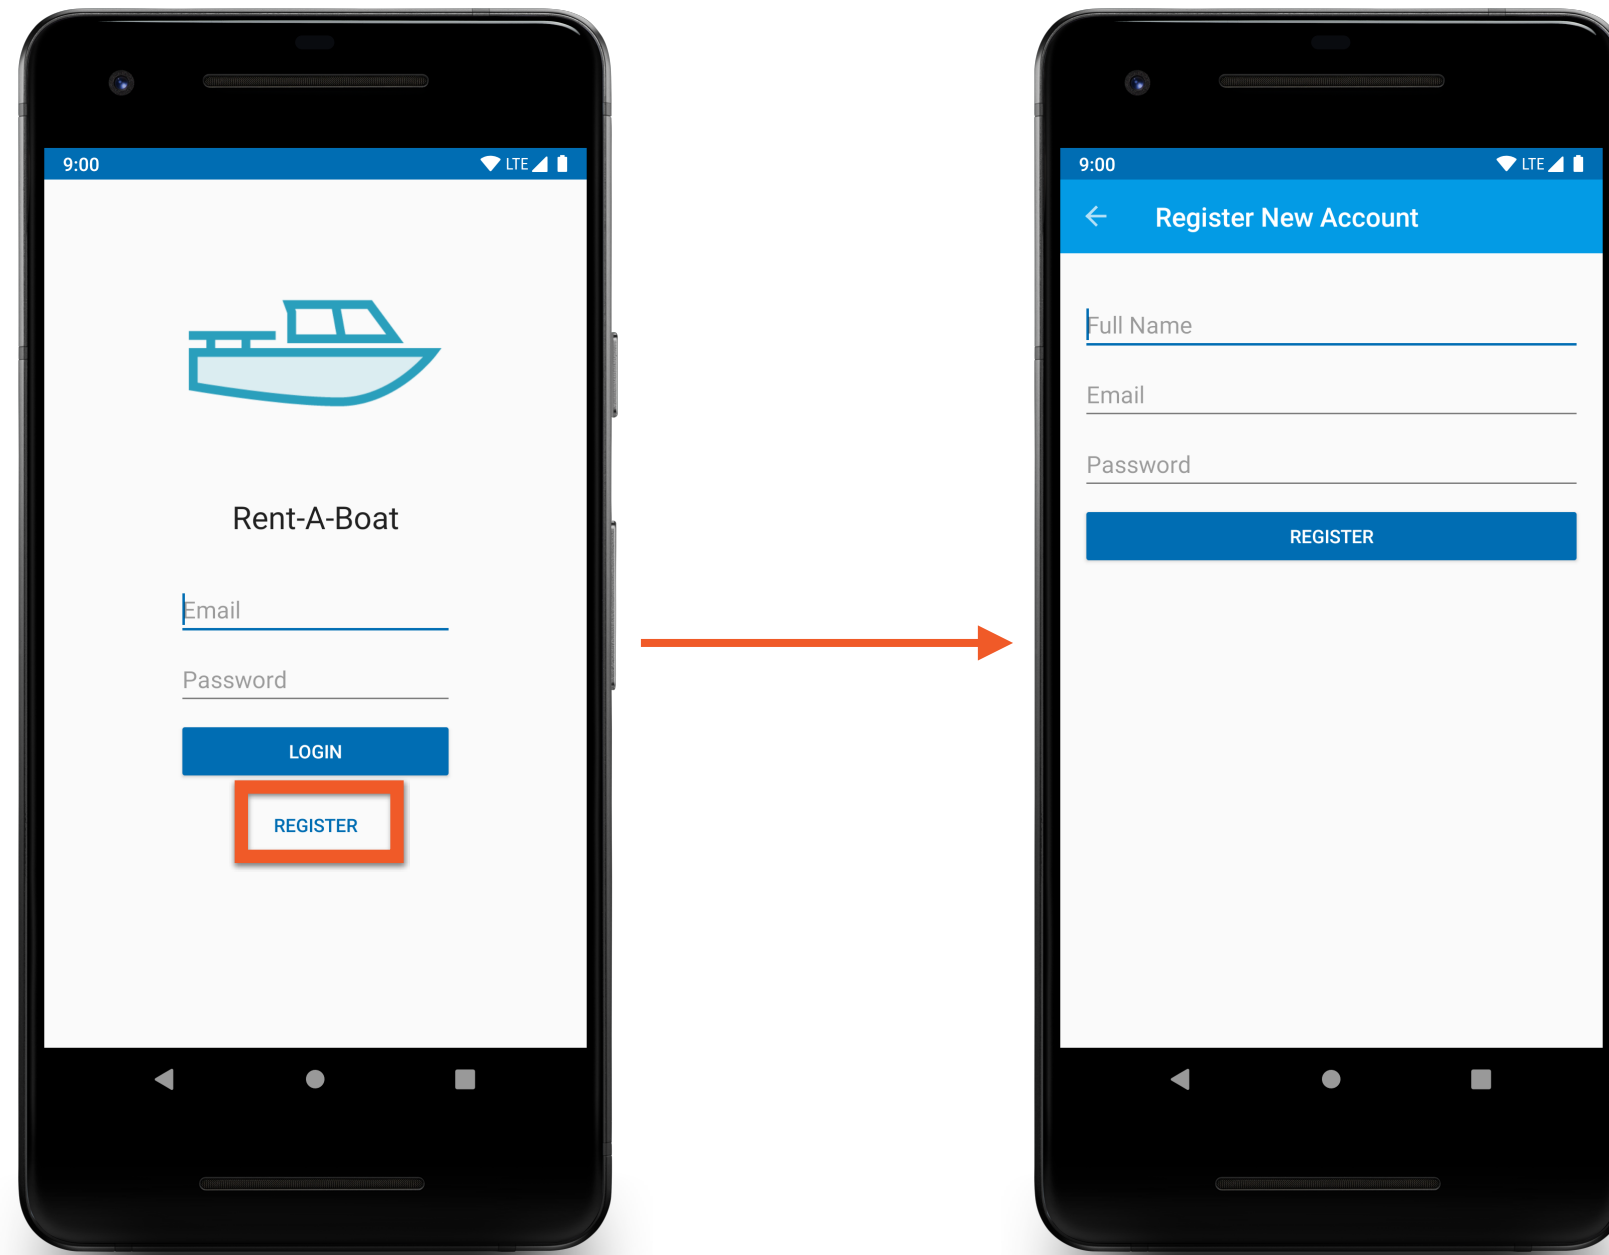 9:00 LTE
Rent-A-Boat
Email
Password
LOGIN
REGISTER
9:00 LTE
Register New Account
Full Name
Email
Password
REGISTER